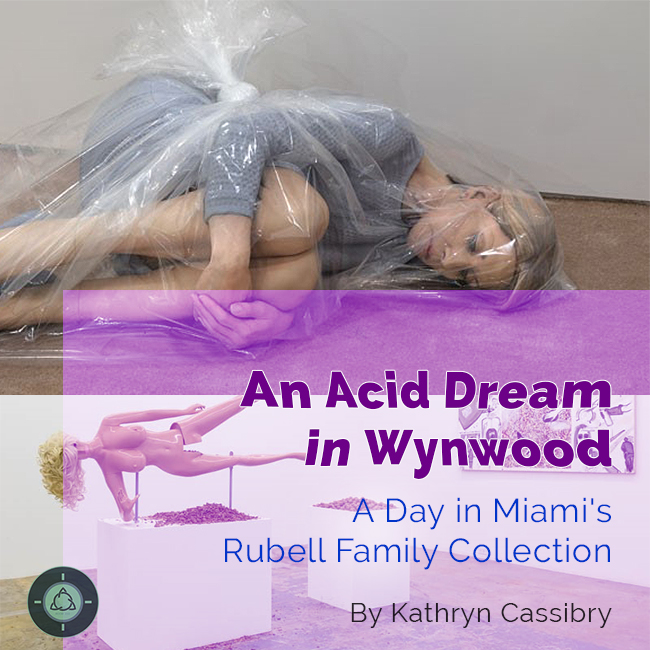 An Acid Dream
in Wynwood
A Day in Miami's
Rubell Family Collection
By Kathryn Cassibry